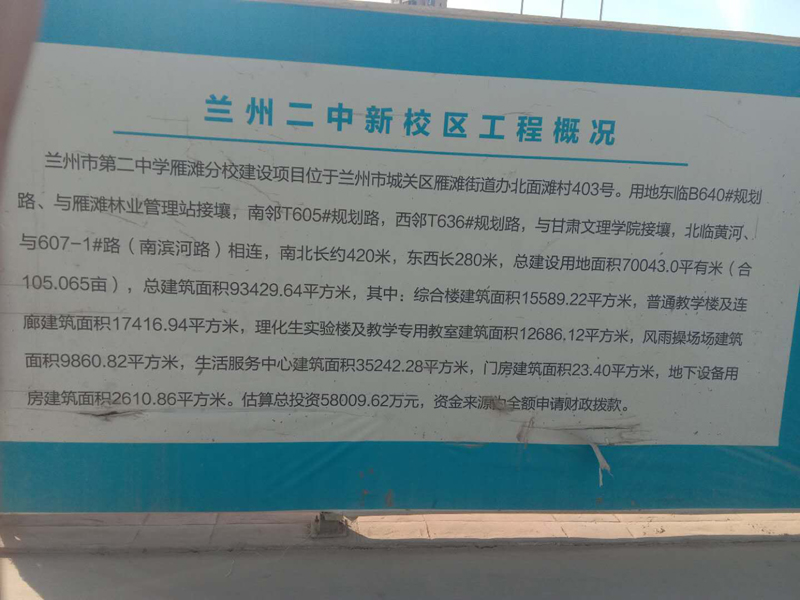 兰州二中新校区工程概况
兰州市第二中学雁滩分校建设项目位于兰州市城关区雁滩街道办北面滩村403号。用地东临B640#规划
路、与雁滩林业管理站接壤，南邻T605#规划路，西邻T636#规划路，与甘肃文理学院接壤，北临黄河、
与607-1#路（南滨河路）相连，南北长约420米，东西长280米，总建设用地面积70043.0平有米（合
105.065亩），总建筑面积93429.64平方米，其中：综合楼建筑面积15589.22平方米，普通教学楼及连
廊建筑面积17416.94平方米，理化生实验楼及教学专用教室建筑面积12686.12平方米，风雨操场场建筑
面积9860.82平方米，生活服务中心建筑面积35242.28平方米，门房建筑面积23.40平方米，地下设备用
房建筑面积2610.86平方米。估算总投资58009.62万元，资金来源为全额申请财政拨款。